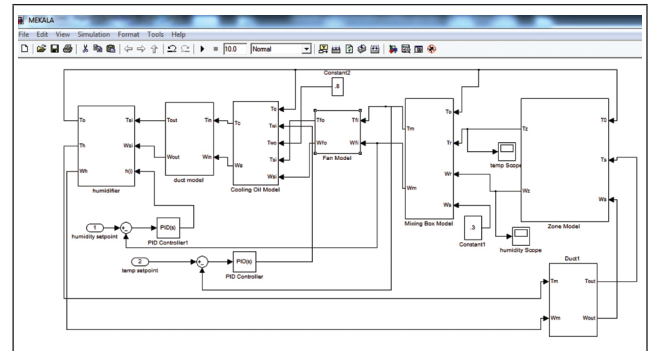 MEKALA
File Edit View Simulation Format Tools Help
10.0 Normal
Constant2
.8
To Tsi
Th Wsi
Wh h(i)
humidifier
Tout Tin
Wout Win
duct model
Tc To
Tsi
Two
Tsi
Wa Wsi
Cooling Oil Model
Tfo Tfi
Wfo Wfi
Fan Model
To
Tm Tr
Wr
Wm Wa
Mixing Box Model
T0
Tz Ts
Wz Ws
Zone Model
temp Scope
humidity Scope
.3
Constant1
1
humidity setpoint
PID(s)
PID Controller1
2
temp setpoint
PID(s)
PID Controller
Duct1
Tm Tout
Wm Wout